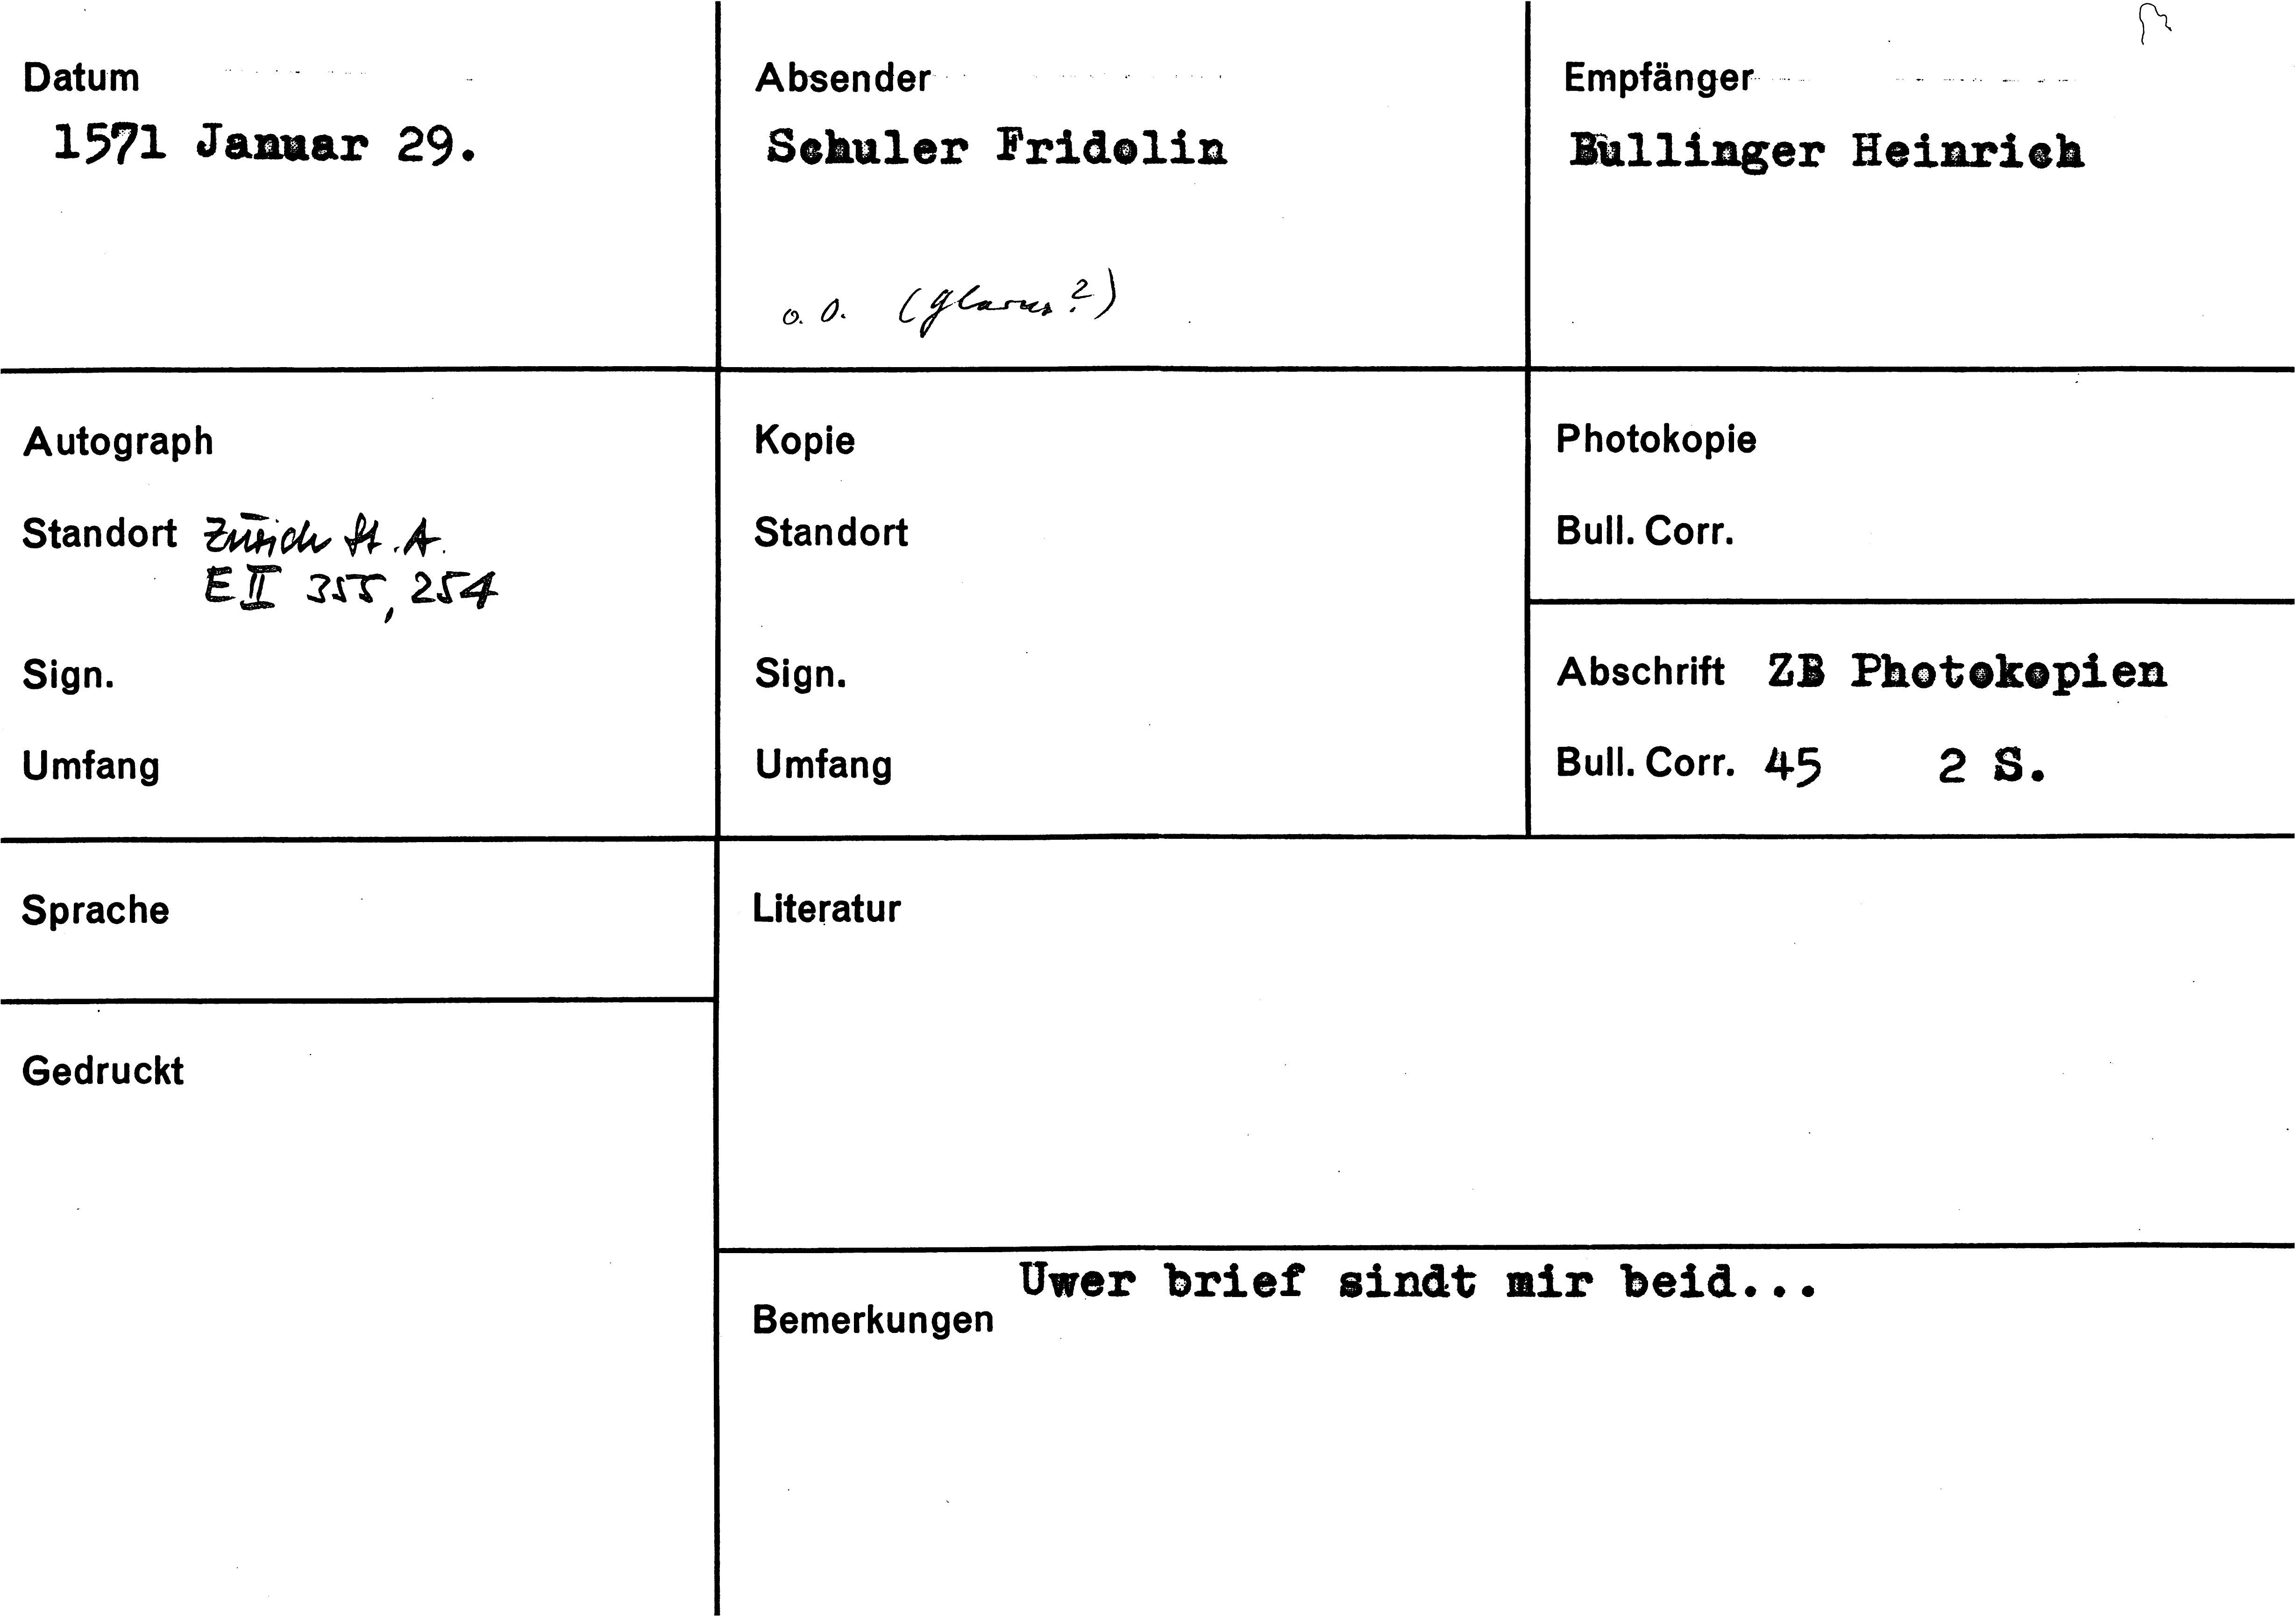 Datum
1571 Januar 29.
Absender
Schuler Fridolin
o. O. (Glarus?)
Empfänger
Bullinger Heinrich
Autograph
Standort Zürich St. A.
E II 355, 254
Sign.
Umfang
Kopie
Standort
Sign.
Umfang
Photokopie
Bull. Corr.
Abschrift ZB Photokopien
Bull. Corr. 45 2 S.
Sprache
Gedruckt
Literatur
Uwer brief sindt mir beid...
Bemerkungen